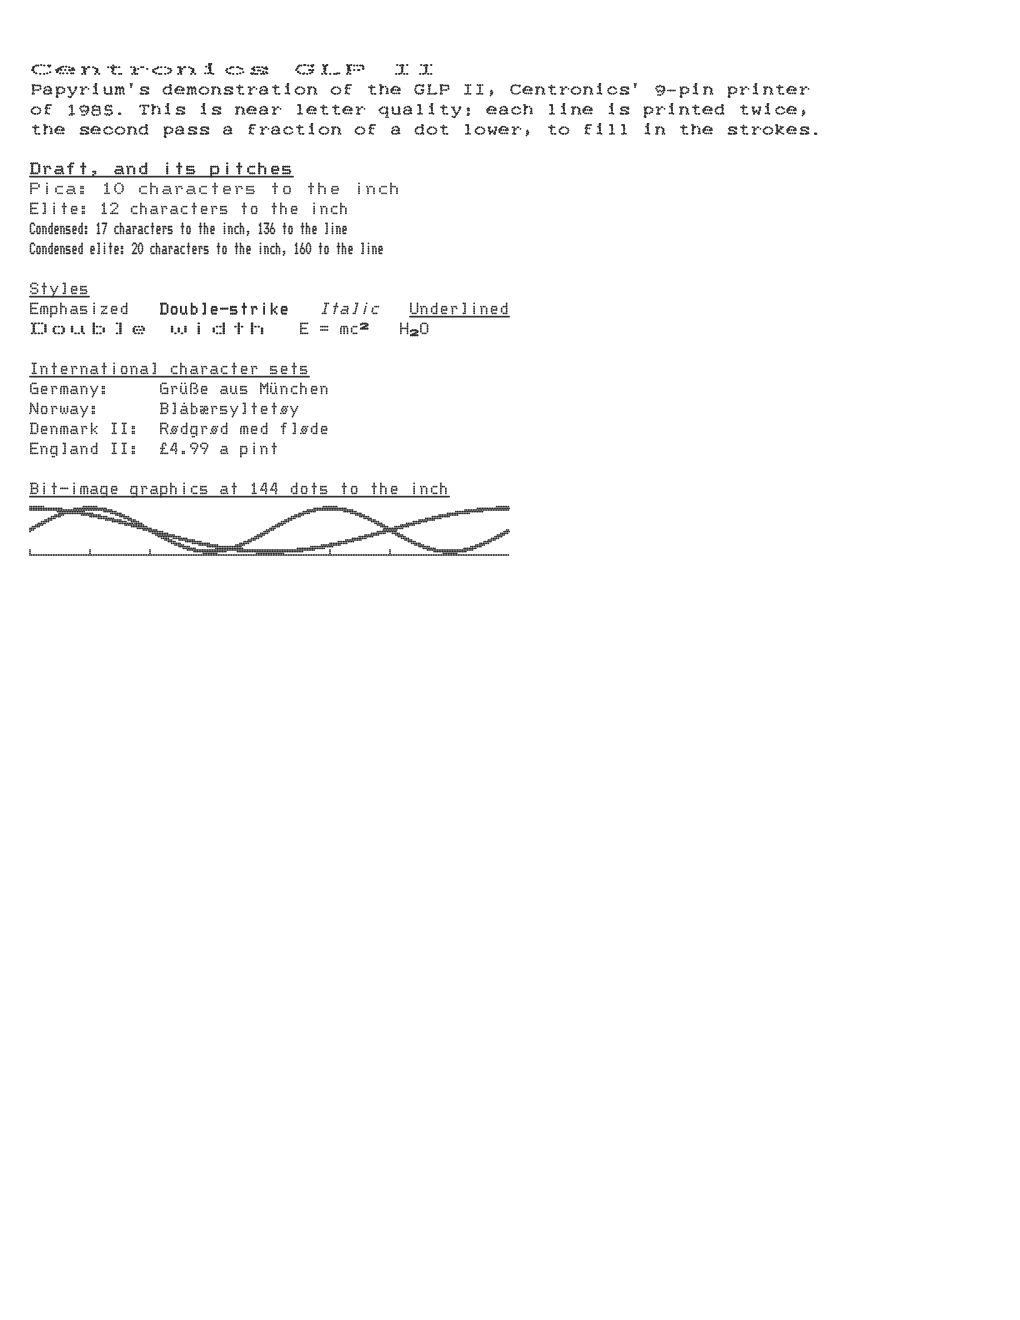 Centronics GLP II
Papyrium's demonstration of the GLP II, Centronics' 9-pin printer
of 1985. This is near letter quality; each line is printed twice,
the second pass a fraction of a dot lower, to fill in the strokes.
Draft, and its pitches
Pica: 10 characters to the inch
Elite: 12 characters to the inch
Condensed: 17 characters to the inch, 136 to the line
Condensed elite: 20 characters to the inch, 160 to the line
Styles
Emphasized   Double-strike   Italic   Underlined
Double width   E = mc²   H₂O
International character sets
Germany:     Grüße aus München
Norway:      Blåbærsyltetøy
Denmark II:  Rødgrød med fløde
England II:  £4.99 a pint
Bit-image graphics at 144 dots to the inch